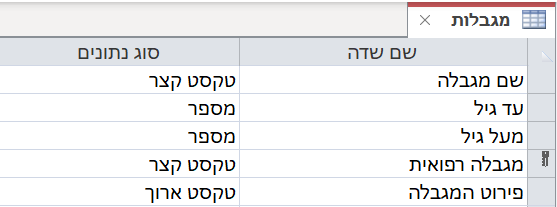 מגבלות
שם שדה סוג נתונים
שם מגבלה טקסט קצר
עד גיל מספר
מעל גיל מספר
מגבלה רפואית טקסט קצר
פירוט המגבלה טקסט ארוך